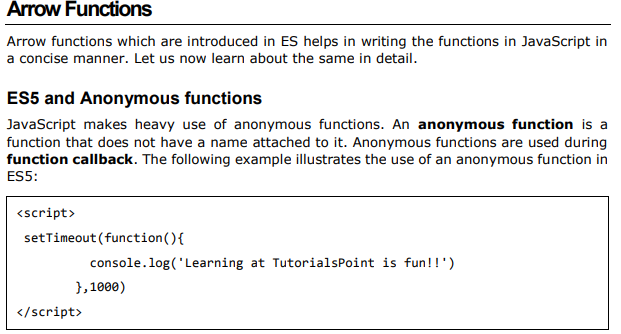 Arrow Functions
Arrow functions which are introduced in ES helps in writing the functions in JavaScript in
a concise manner. Let us now learn about the same in detail.
ES5 and Anonymous functions
JavaScript makes heavy use of anonymous functions. An anonymous function is a
function that does not have a name attached to it. Anonymous functions are used during
function callback. The following example illustrates the use of an anonymous function in
ES5:
<script>
setTimeout(function(){
console.log('Learning at TutorialsPoint is fun!!')
},1000)
</script>